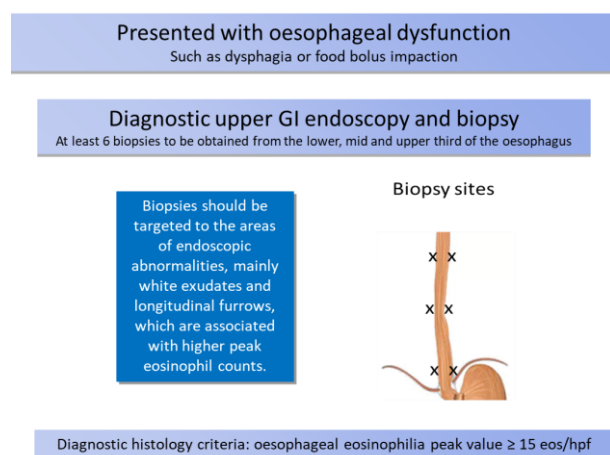 Presented with oesophageal dysfunction
Such as dysphagia or food bolus impaction
Diagnostic upper GI endoscopy and biopsy
At least 6 biopsies to be obtained from the lower, mid and upper third of the oesophagus
Biopsies should be
targeted to the areas
of endoscopic
abnormalities, mainly
white exudates and
longitudinal furrows,
which are associated
with higher peak
eosinophil counts.
Biopsy sites
x x
x x
x x
Diagnostic histology criteria: oesophageal eosinophilia peak value ≥ 15 eos/hpf